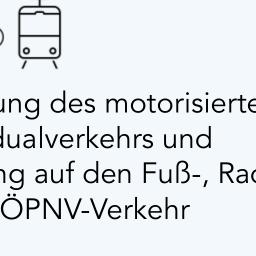 ung des motorisierte
dualverkehrs und
ng auf den Fuß-, Rad
ÖPNV-Verkehr